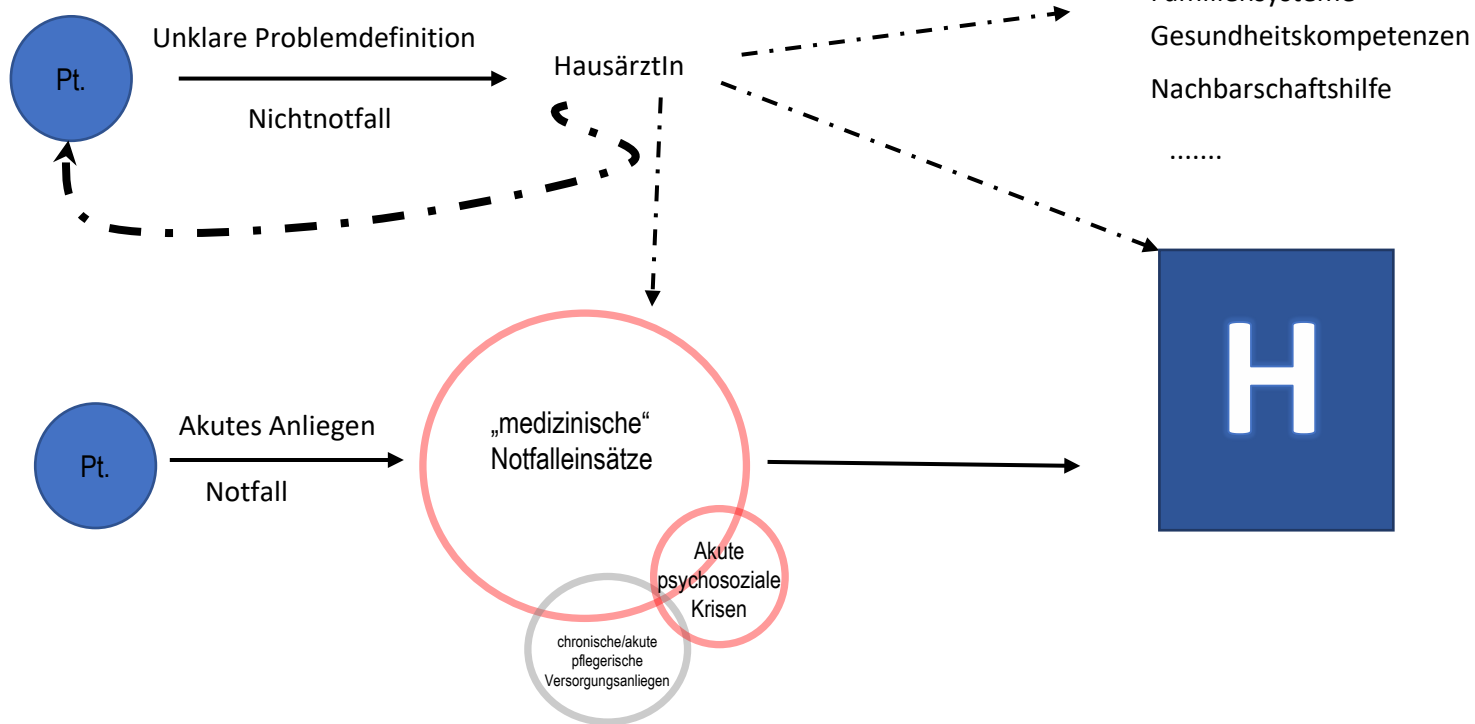 Unklare Problemdefinition
Pt.
Nichtnotfall
HausärztIn
Gesundheitskompetenzen
Nachbarschaftshilfe
.......
Akutes Anliegen
Pt.
Notfall
„medizinische“
Notfalleinsätze
H
Akute
psychosoziale
Krisen
chronische/akute
pflegerische
Versorgungsanliegen